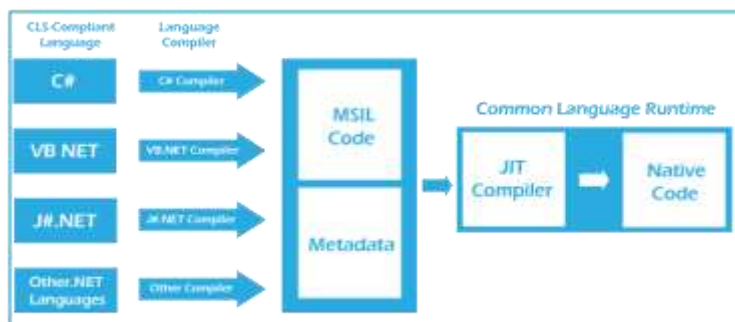 CLS-Compliant
Language
Language
Compiler
C#
C# Compiler
VB NET
VB.NET Compiler
J#.NET
J#.NET Compiler
Other.NET
Languages
Other Compiler
MSIL
Code
Metadata
Common Language Runtime
JIT
Compiler
Native
Code